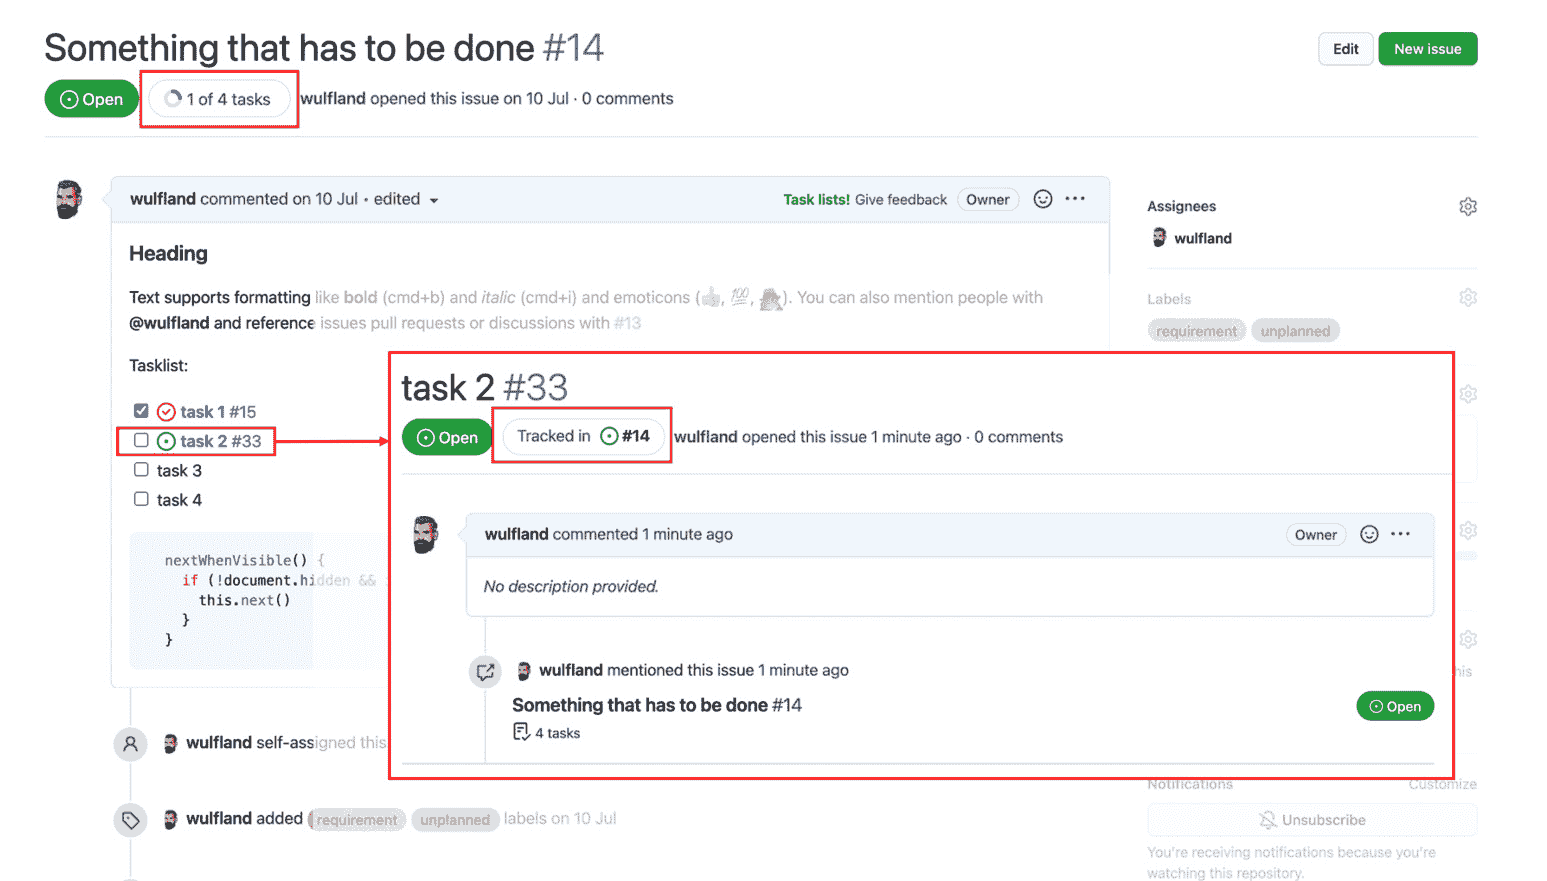 Something that has to be done #14
Edit
New issue
Open
1 of 4 tasks
wulfland opened this issue on 10 Jul · 0 comments
wulfland commented on 10 Jul • edited
Task lists! Give feedback
Owner
Heading
Text supports formatting like bold (cmd+b) and italic (cmd+i) and emoticons (👍, 💯, ). You can also mention people with
@wulfland and reference issues pull requests or discussions with #13
Tasklist:
task 1 #15
task 2 #33
task 3
task 4
nextWhenVisible() {
if (!document.hidden &&
this.next()
}
}
wulfland self-assigned this
wulfland added requirement unplanned labels on 10 Jul
Assignees
wulfland
Labels
requirement unplanned
task 2 #33
Open
Tracked in #14
wulfland opened this issue 1 minute ago · 0 comments
wulfland commented 1 minute ago
Owner
No description provided.
wulfland mentioned this issue 1 minute ago
Something that has to be done #14
Open
4 tasks
Notifications
Customize
Unsubscribe
You're receiving notifications because you're
watching this repository.